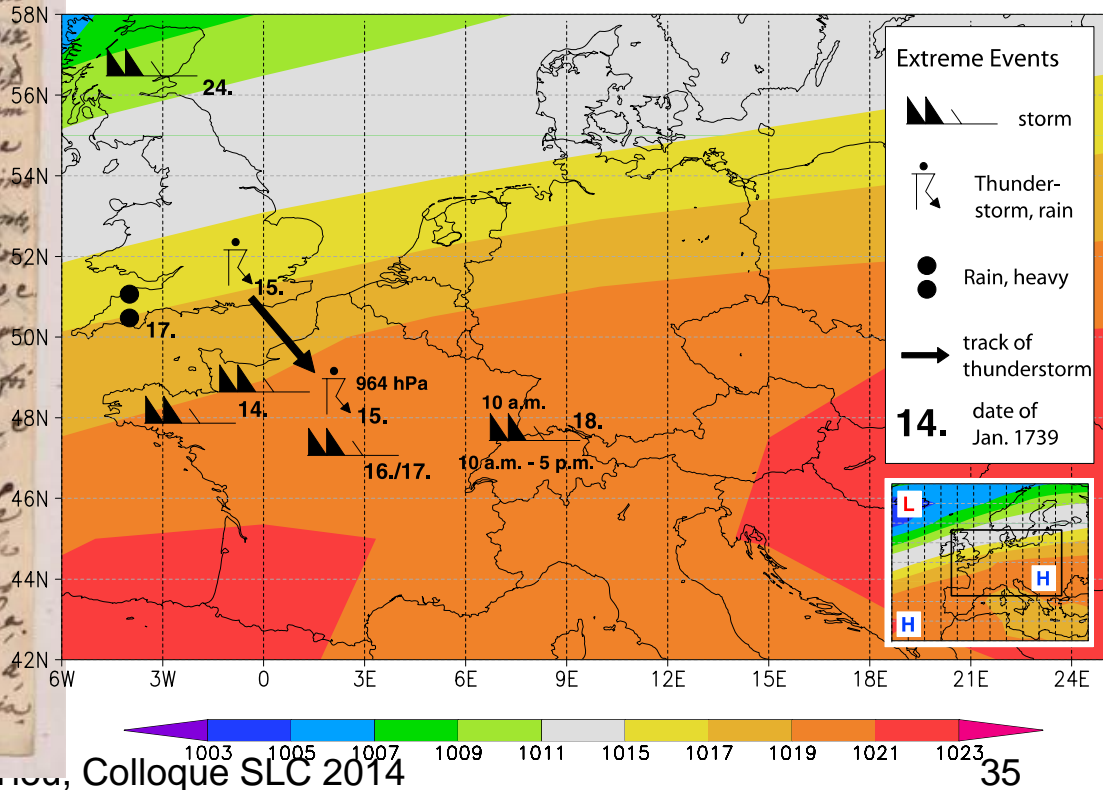 58N
56N
54N
52N
50N
48N
46N
44N
42N
6W 3W 0 3E 6E 9E 12E 15E 18E 21E 24E
24.
15.
17.
14.
964 hPa
15.
16./17.
10 a.m.
18.
10 a.m. - 5 p.m.
Extreme Events
storm
Thunder-
storm, rain
Rain, heavy
track of
thunderstorm
14. date of
Jan. 1739
L
H
H
1003 1005 1007 1009 1011 1015 1017 1019 1021 1023
Colloque SLC 2014
35